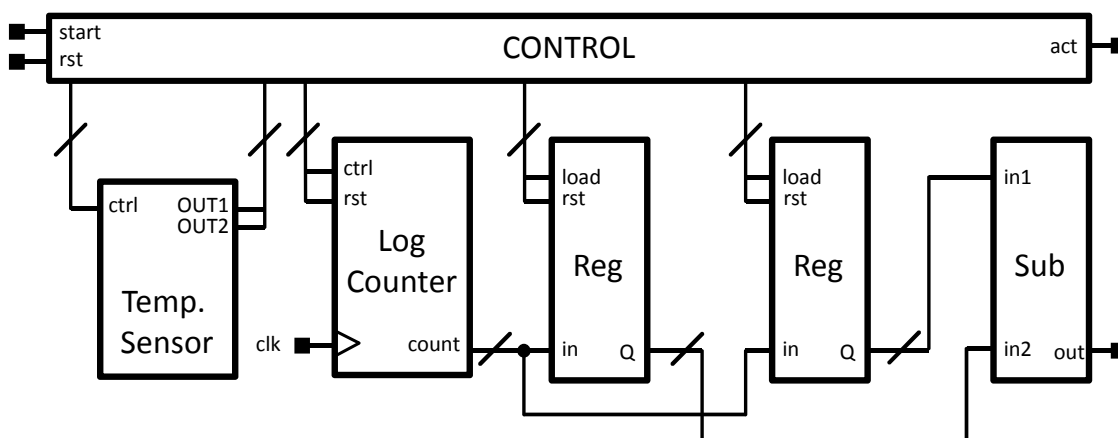 start
rst
CONTROL
act
ctrl
OUT1
OUT2
Temp.
Sensor
ctrl
rst
Log
Counter
clk
count
load
rst
Reg
in
Q
load
rst
Reg
in
Q
in1
Sub
in2
out